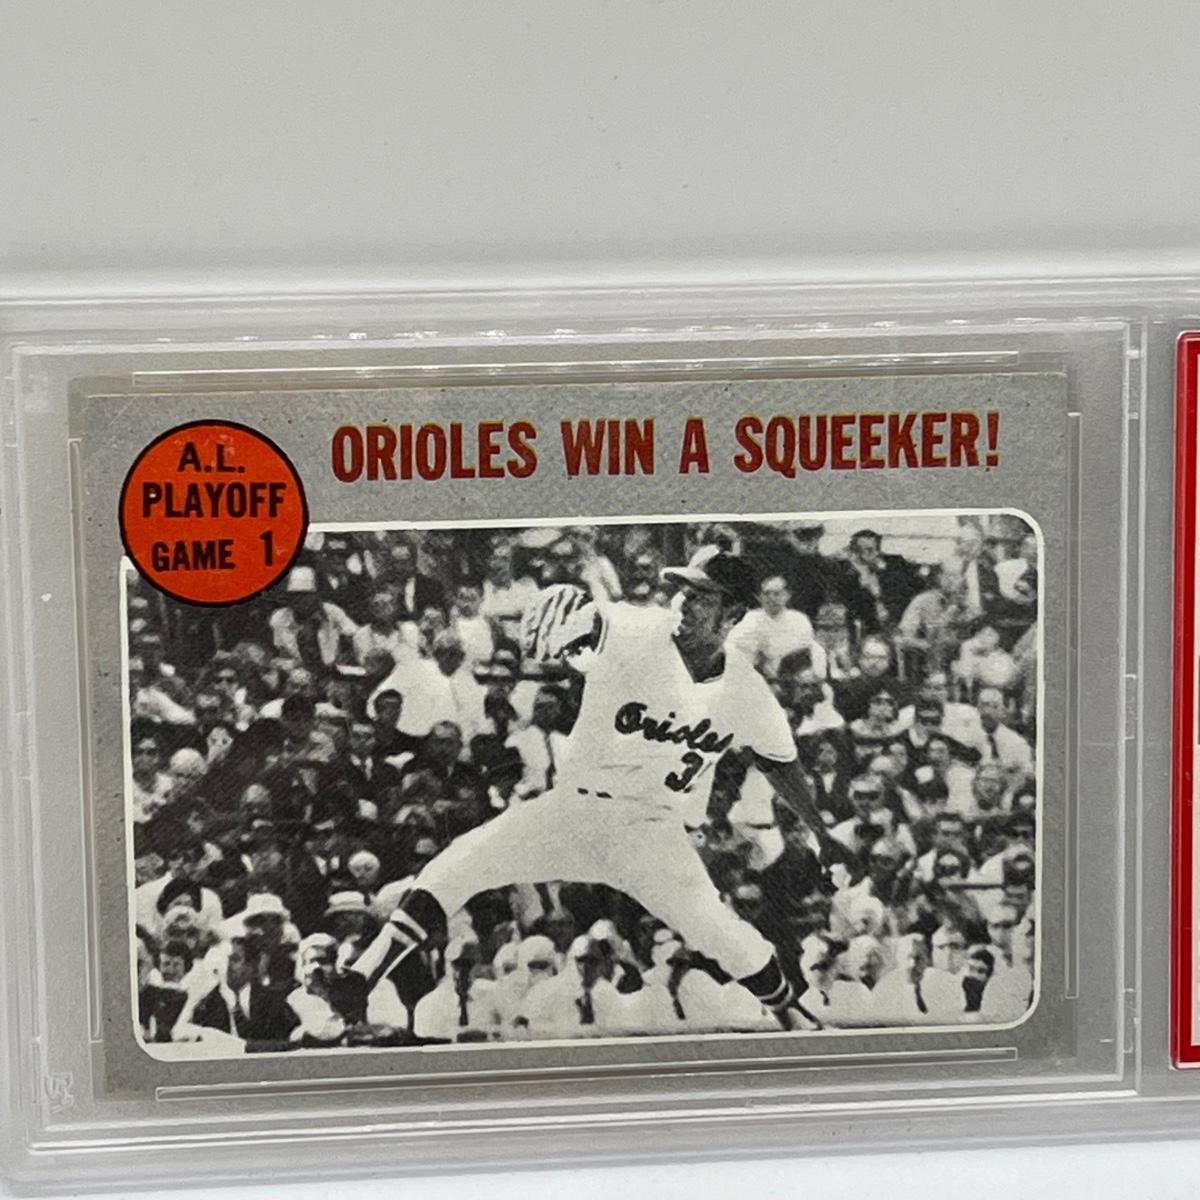 A.L.
PLAYOFF
GAME 1
ORIOLES WIN A SQUEEKER!
Orioles